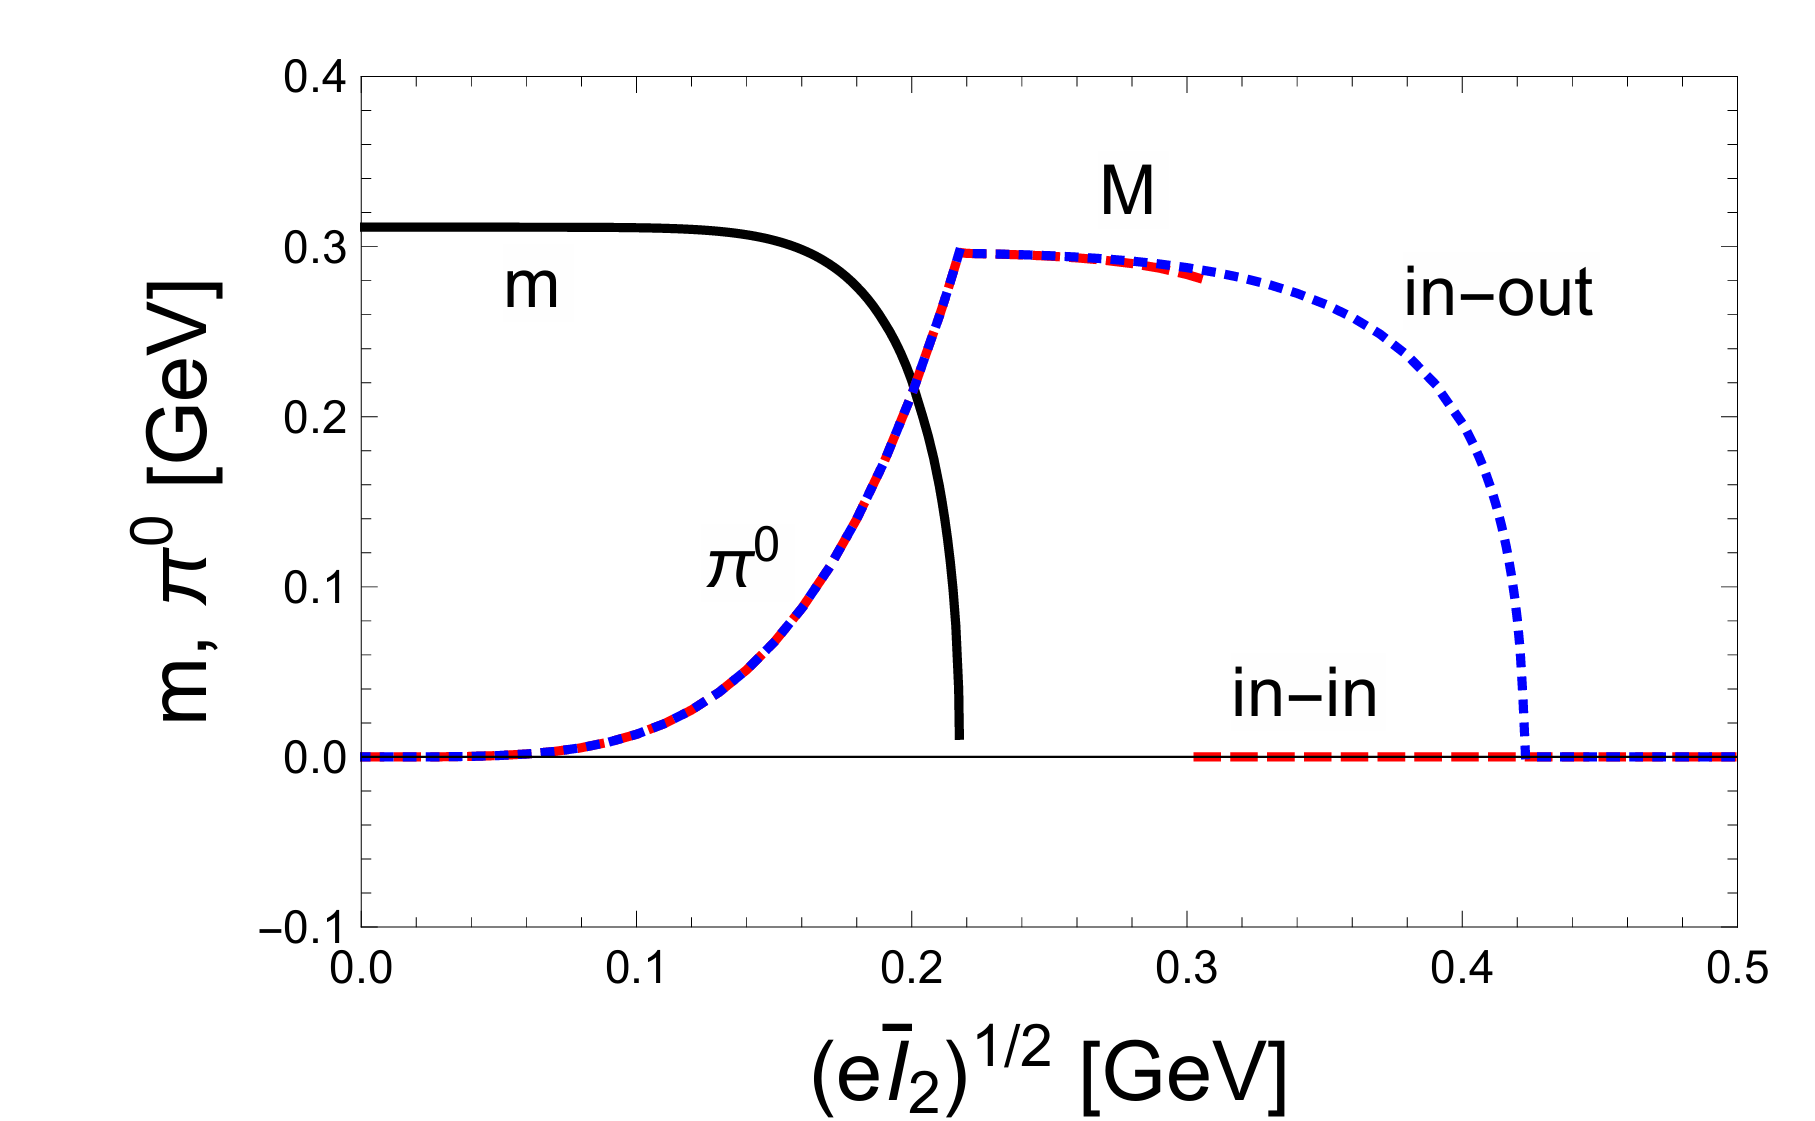 0.4
0.3
0.2
0.1
0.0
−0.1
m, π⁰ [GeV]
M
m
in−out
π⁰
in−in
0.0 0.1 0.2 0.3 0.4 0.5
(eI̅₂)¹/² [GeV]